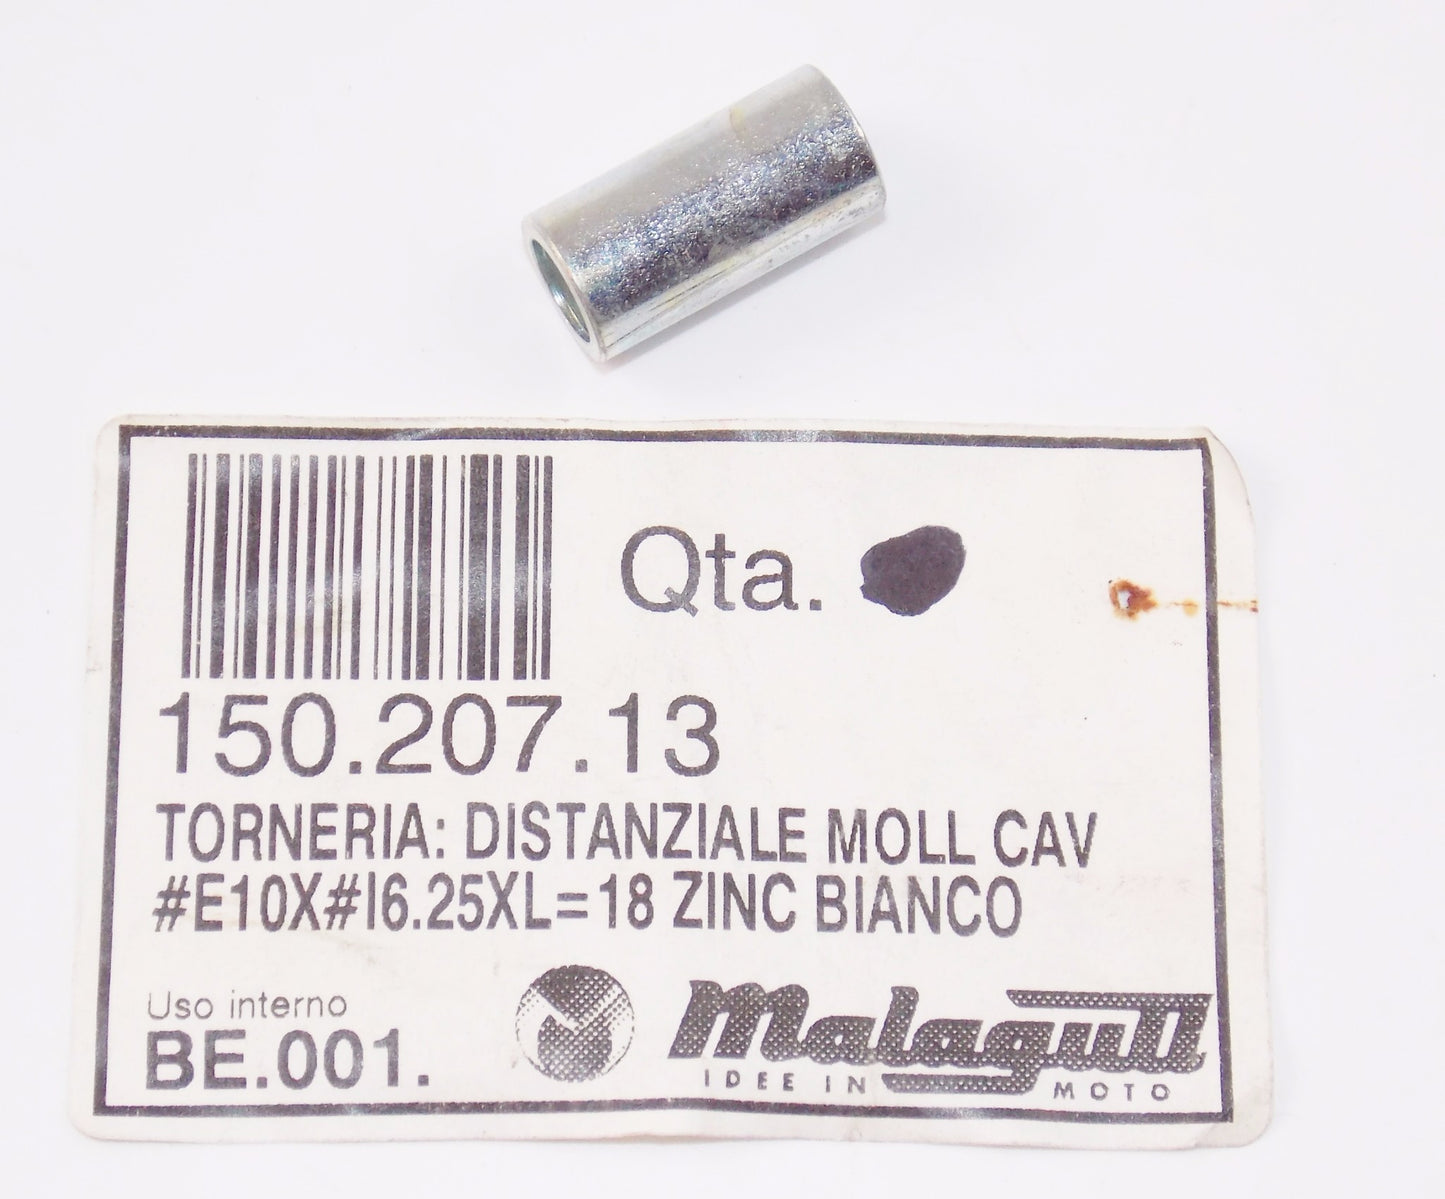 Qta.
150.207.13
TORNERIA: DISTANZIALE MOLL CAV
#E10X#I6.25XL=18 ZINC BIANCO
Uso interno
BE.001.
Malaguti
IDEE IN MOTO